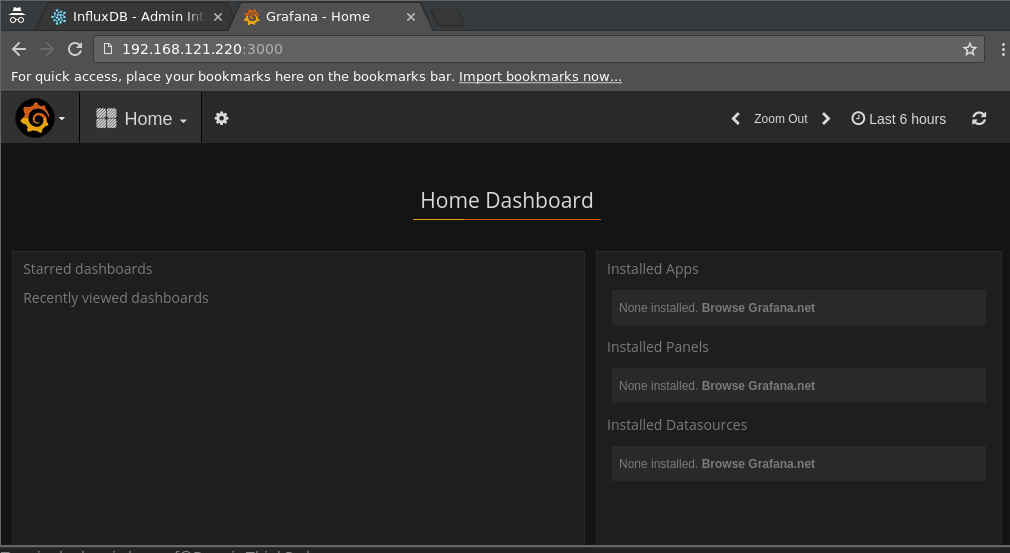 InfluxDB - Admin Int
Grafana - Home
192.168.121.220:3000
For quick access, place your bookmarks here on the bookmarks bar. Import bookmarks now...
Home
Zoom Out
Last 6 hours
Home Dashboard
Starred dashboards
Recently viewed dashboards
Installed Apps
None installed. Browse Grafana.net
Installed Panels
None installed. Browse Grafana.net
Installed Datasources
None installed. Browse Grafana.net